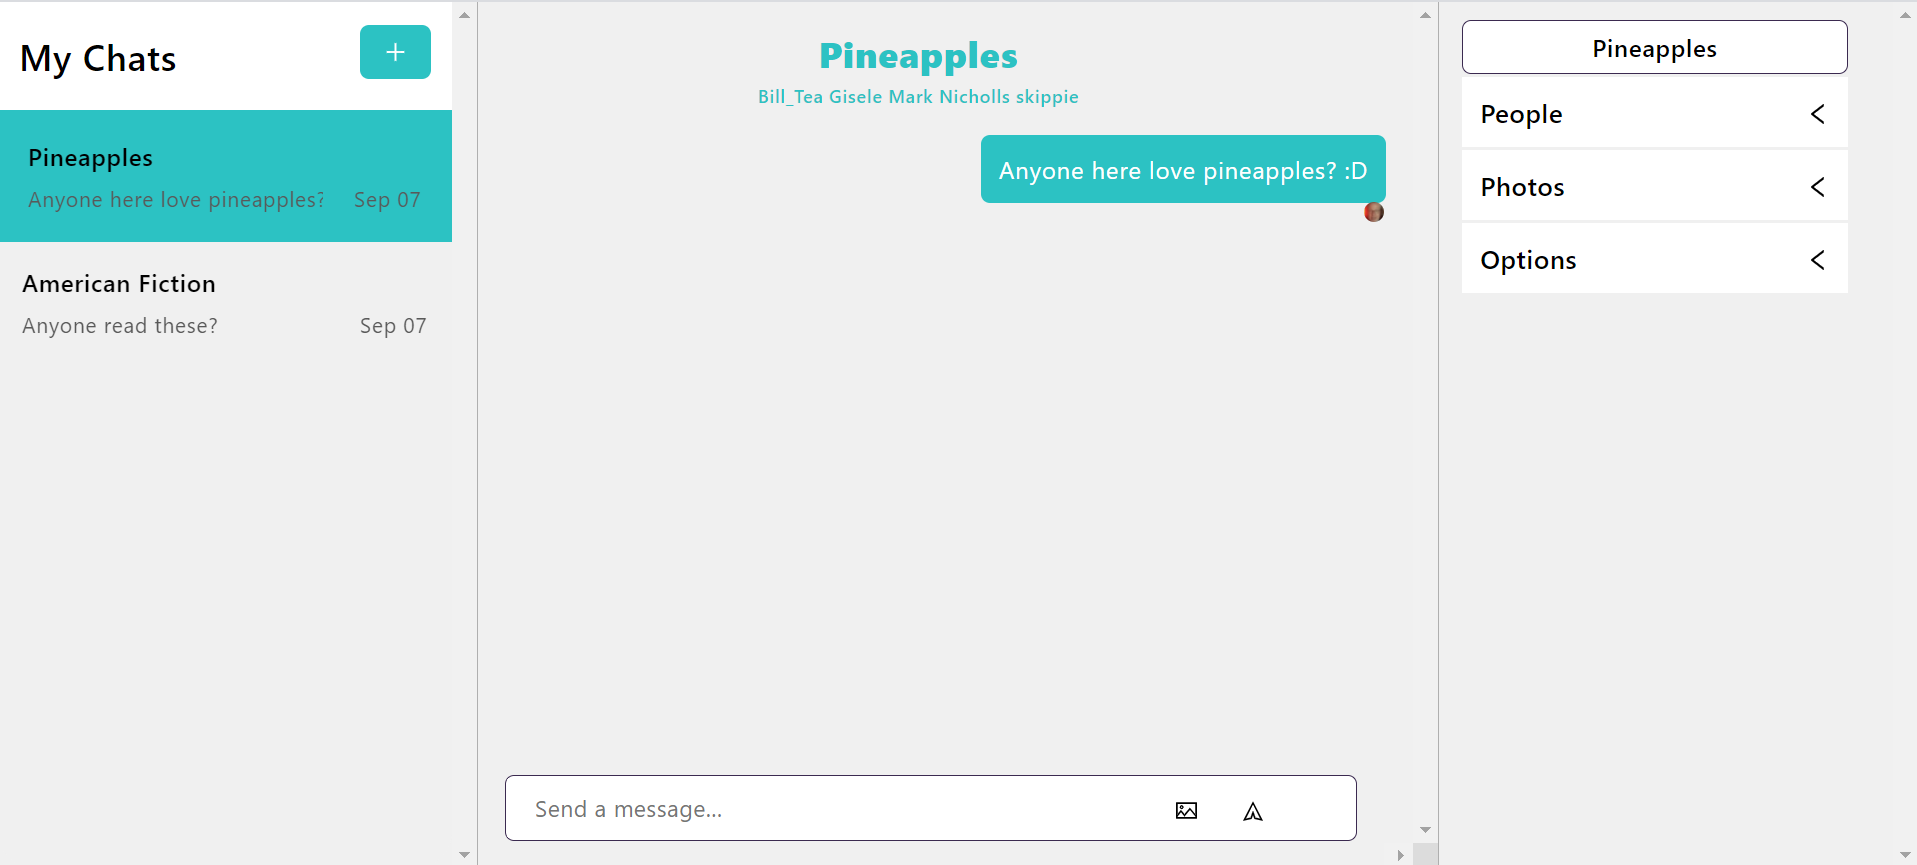 My Chats
+
Pineapples
Anyone here love pineapples? Sep 07
American Fiction
Anyone read these? Sep 07
Pineapples
Bill_Tea Gisele Mark Nicholls skippie
Anyone here love pineapples? :D
Send a message...
Pineapples
People
Photos
Options